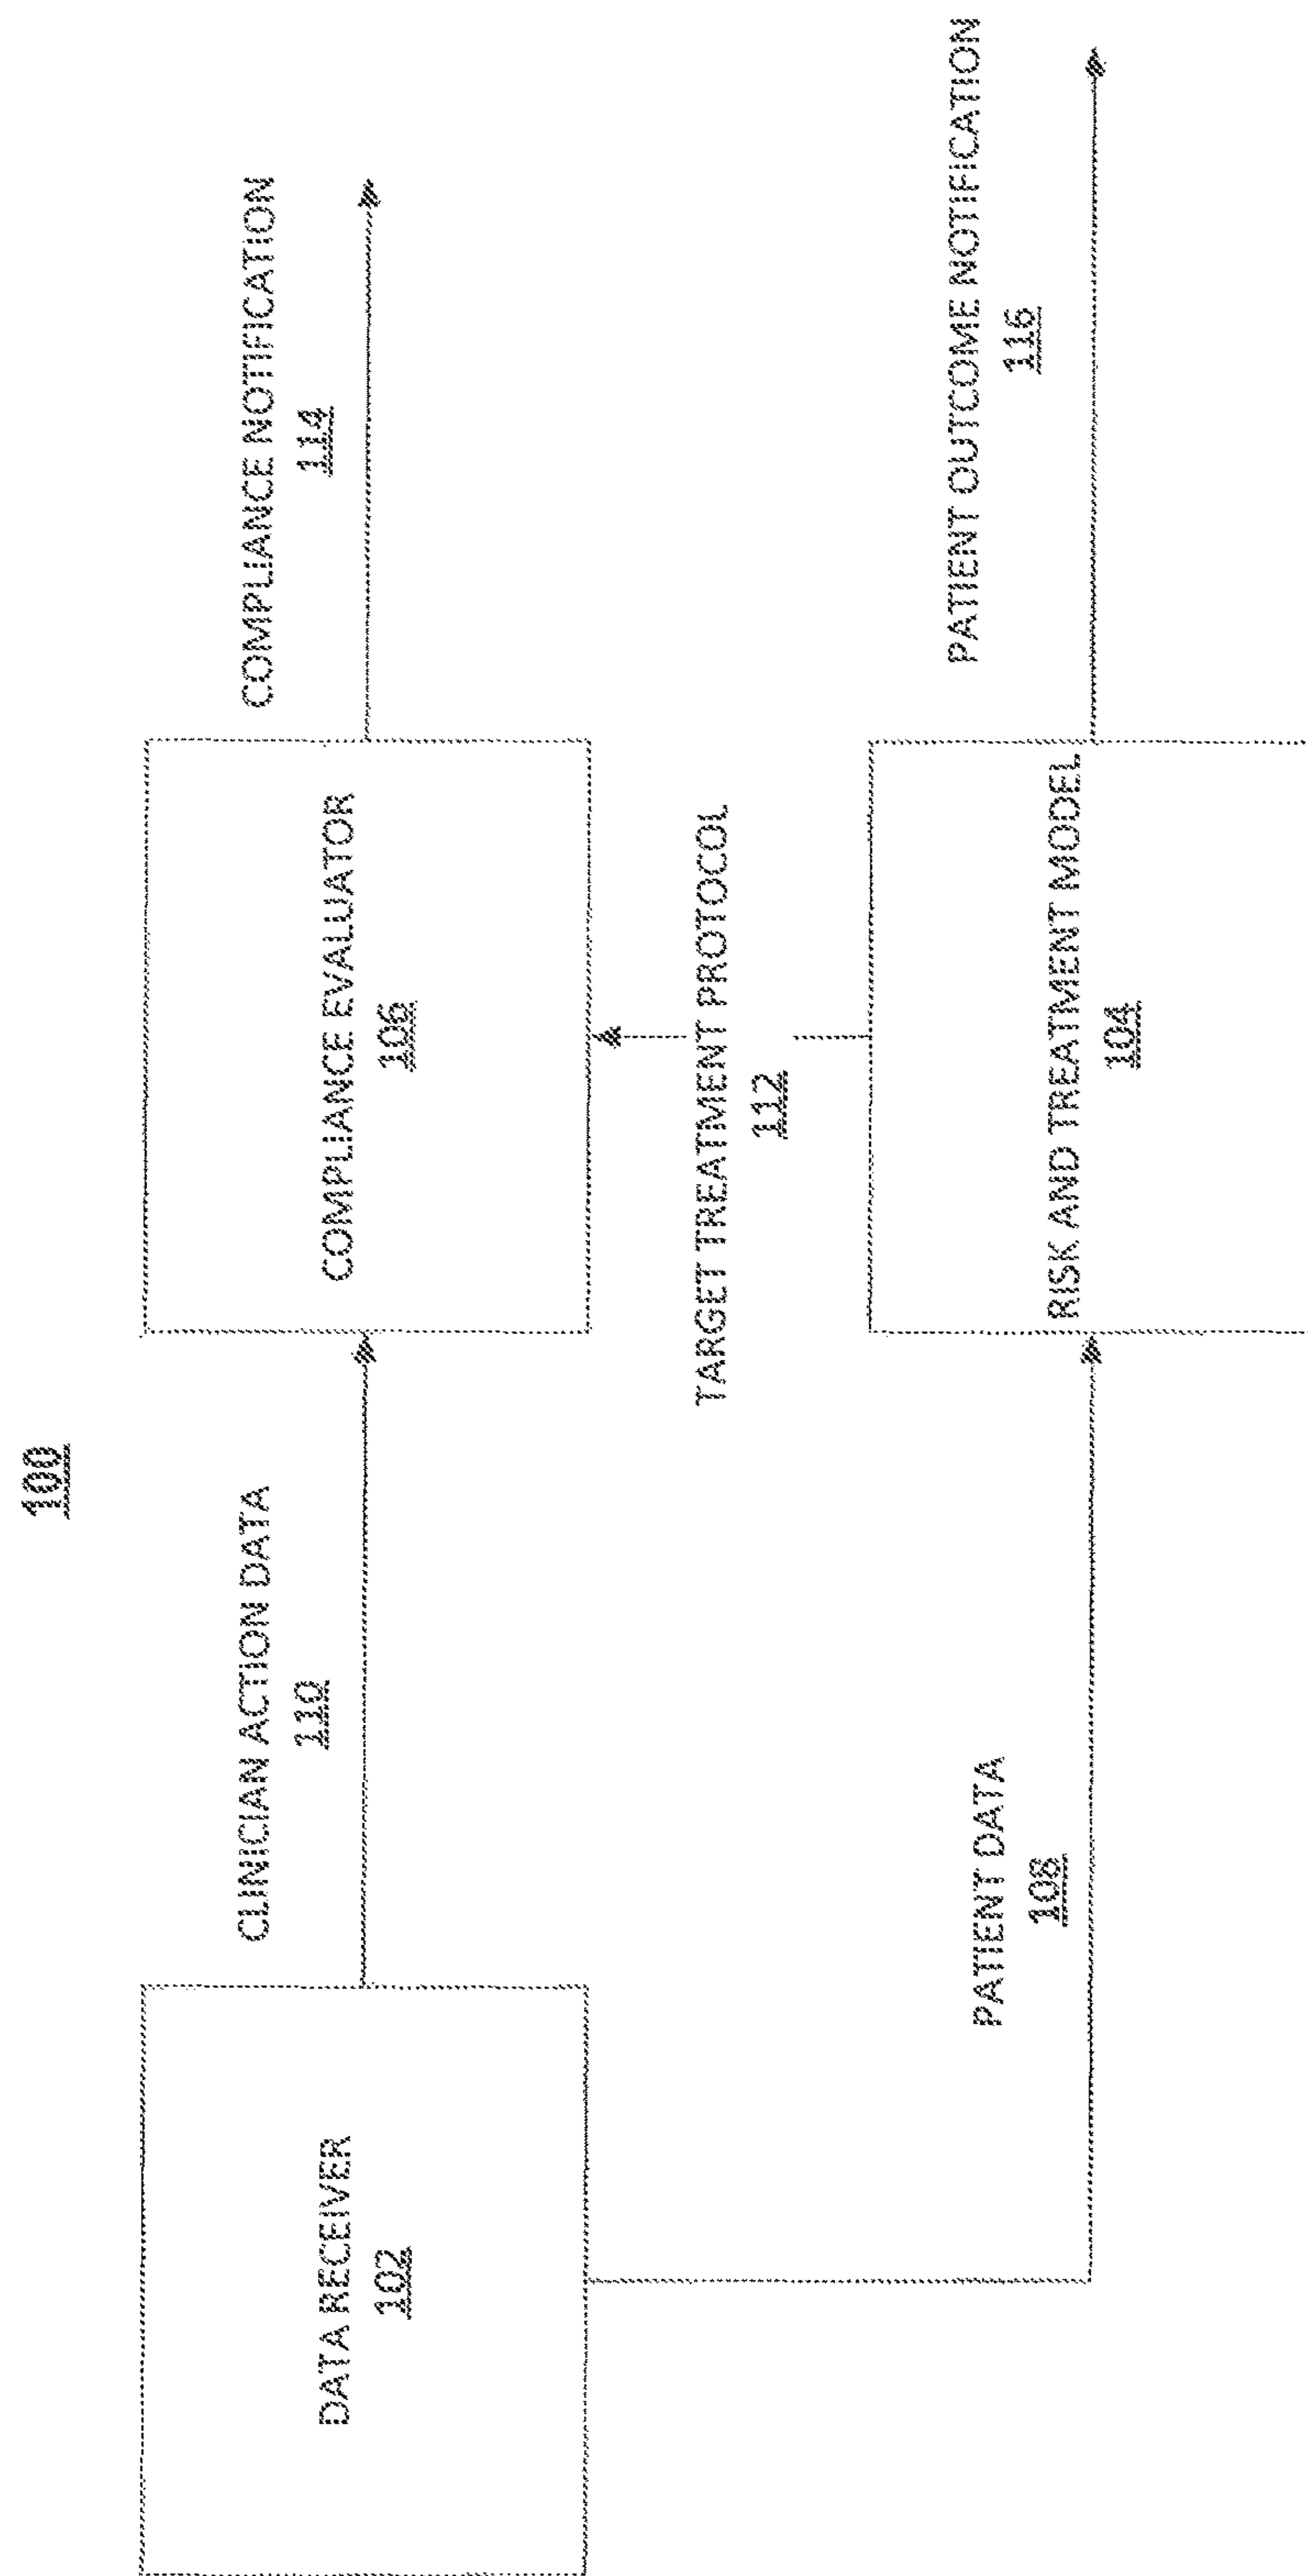 100
DATA RECEIVER
102
CLINICIAN ACTION DATA
110
COMPLIANCE EVALUATOR
106
COMPLIANCE NOTIFICATION
114
TARGET TREATMENT PROTOCOL
112
PATIENT DATA
108
RISK AND TREATMENT MODEL
104
PATIENT OUTCOME NOTIFICATION
116